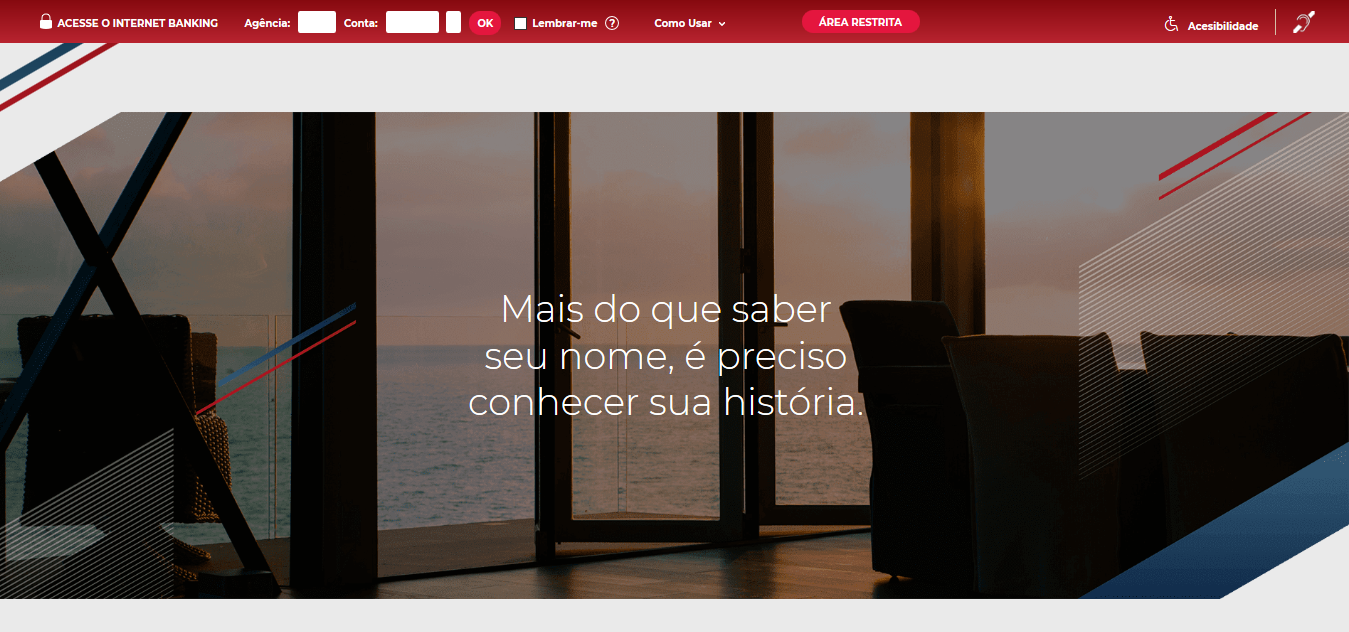 ACESSE O INTERNET BANKING Agência: Conta: OK Lembrar-me ? Como Usar ÁREA RESTRITA Acesibilidade
Mais do que saber
seu nome, é preciso
conhecer sua história.